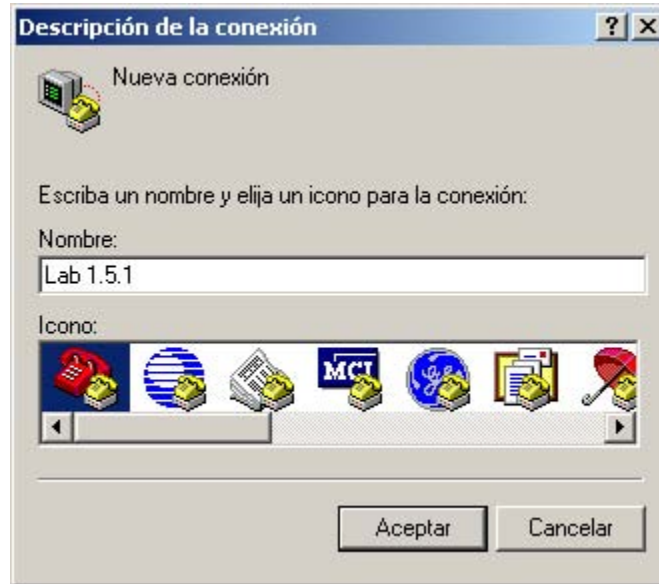 Descripción de la conexión
Nueva conexión
Escriba un nombre y elija un icono para la conexión:
Nombre:
Lab 1.5.1
Icono:
MCI
Aceptar
Cancelar